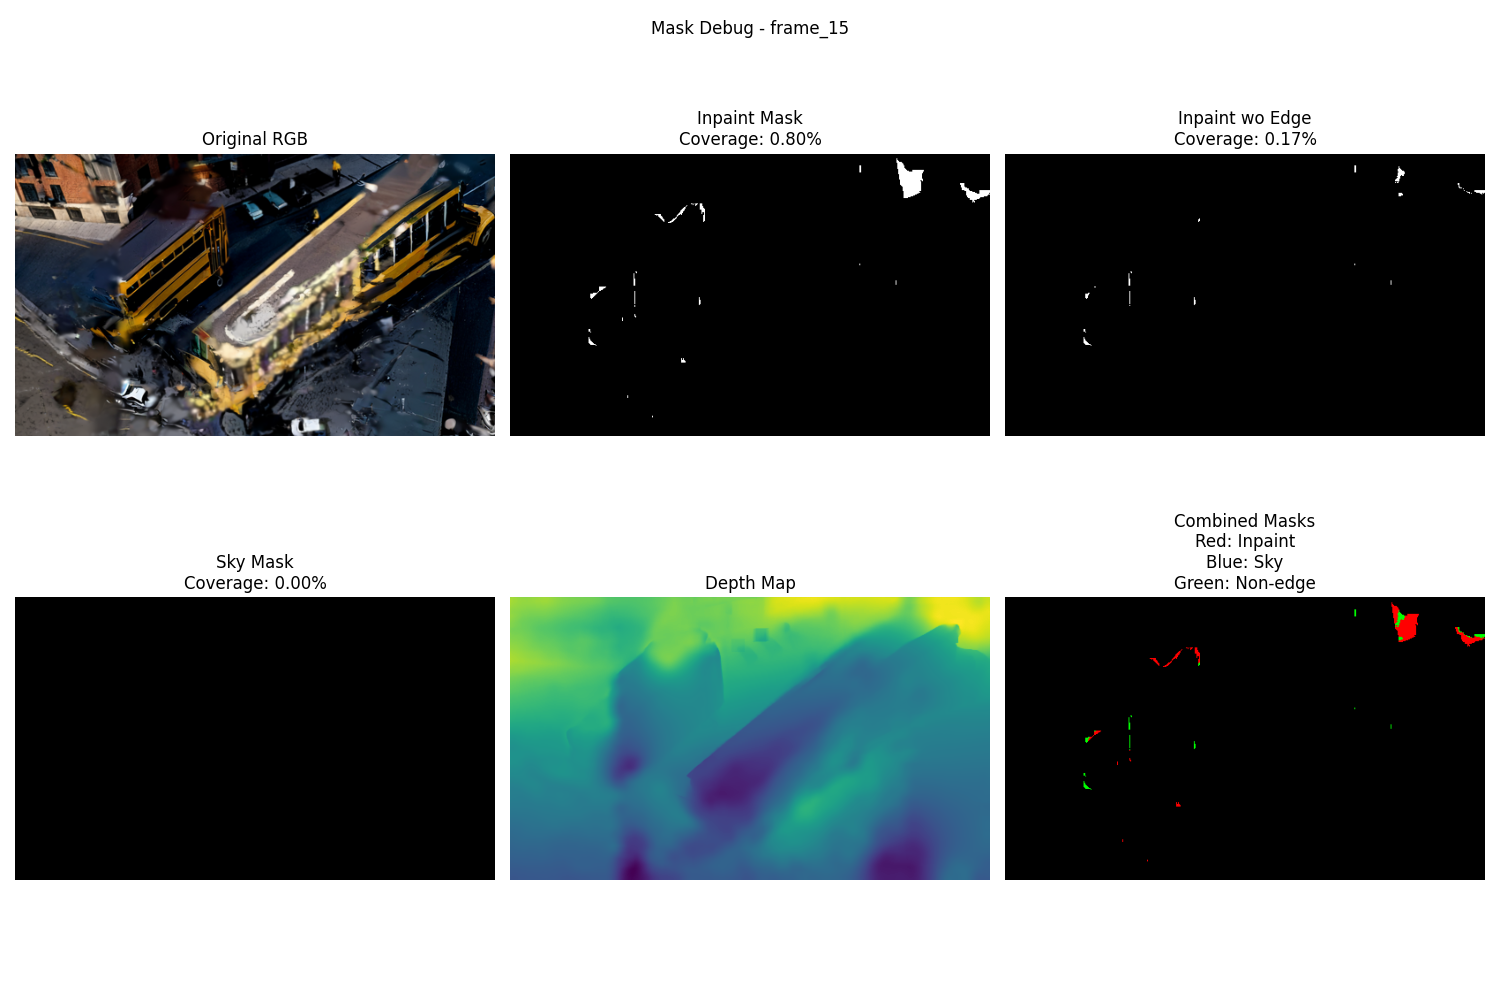 Mask Debug - frame_15
Original RGB
Inpaint Mask
Coverage: 0.80%
Inpaint wo Edge
Coverage: 0.17%
Sky Mask
Coverage: 0.00%
Depth Map
Combined Masks
Red: Inpaint
Blue: Sky
Green: Non-edge